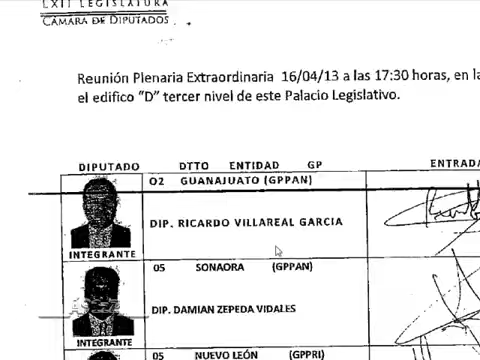 LXII LEGISLATURA
CÁMARA DE DIPUTADOS
Reunión Plenaria Extraordinaria 16/04/13 a las 17:30 horas, en la
el edifico "D" tercer nivel de este Palacio Legislativo.
DIPUTADO DTTO ENTIDAD GP ENTRADA
02 GUANAJUATO (GPPAN)
DIP. RICARDO VILLAREAL GARCIA
INTEGRANTE
05 SONAORA (GPPAN)
DIP. DAMIAN ZEPEDA VIDALES
INTEGRANTE
05 NUEVO LEÓN (GPPRI)